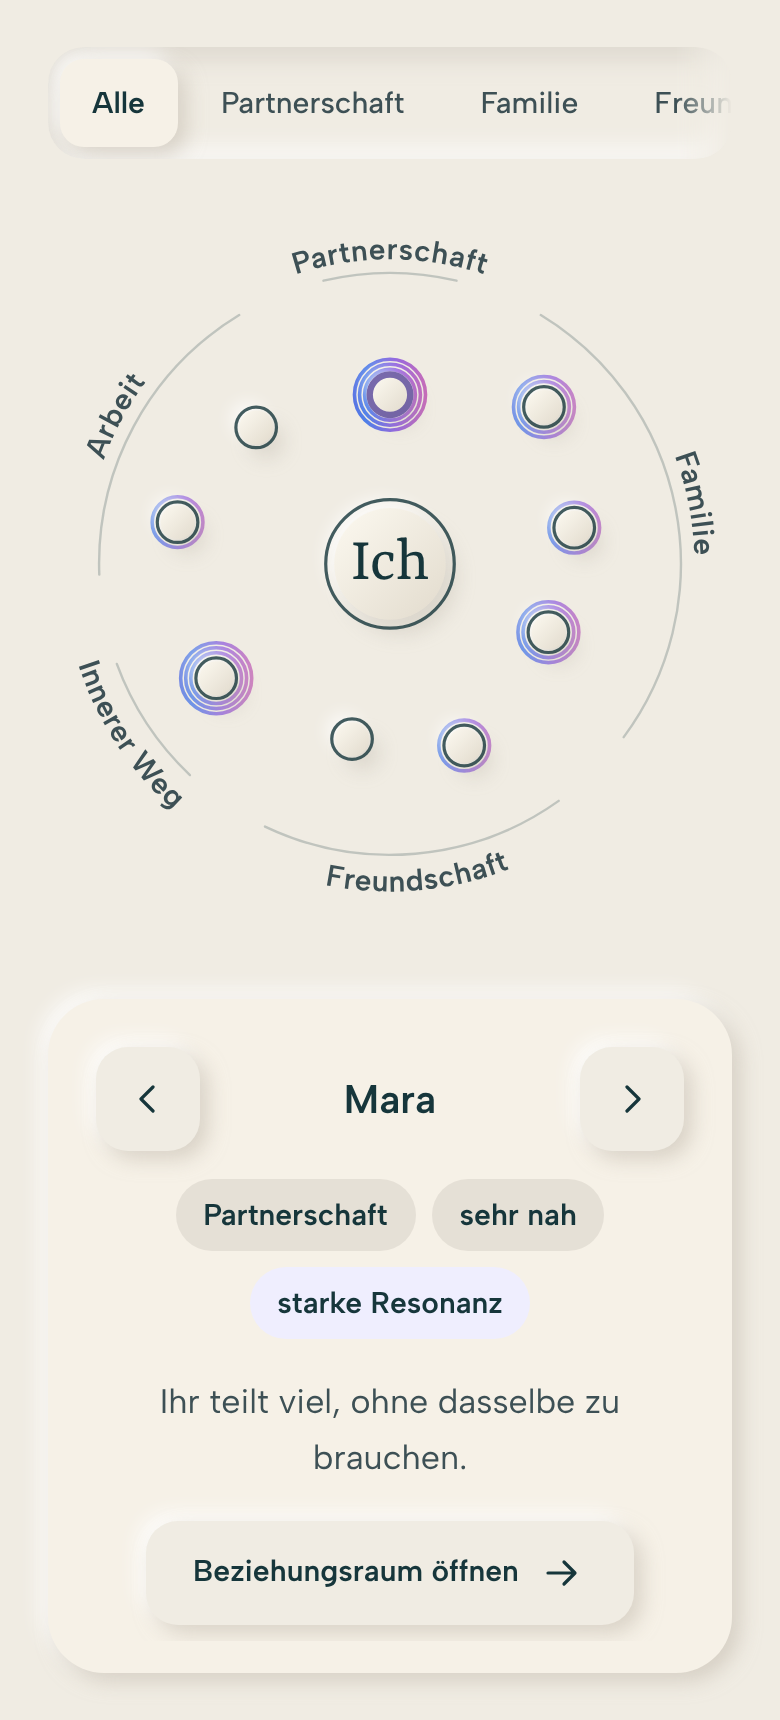 Alle Partnerschaft Familie Freun
Partnerschaft
Arbeit
Familie
Ich
Innerer Weg
Freundschaft
Mara
Partnerschaft sehr nah
starke Resonanz
Ihr teilt viel, ohne dasselbe zu
brauchen.
Beziehungsraum öffnen